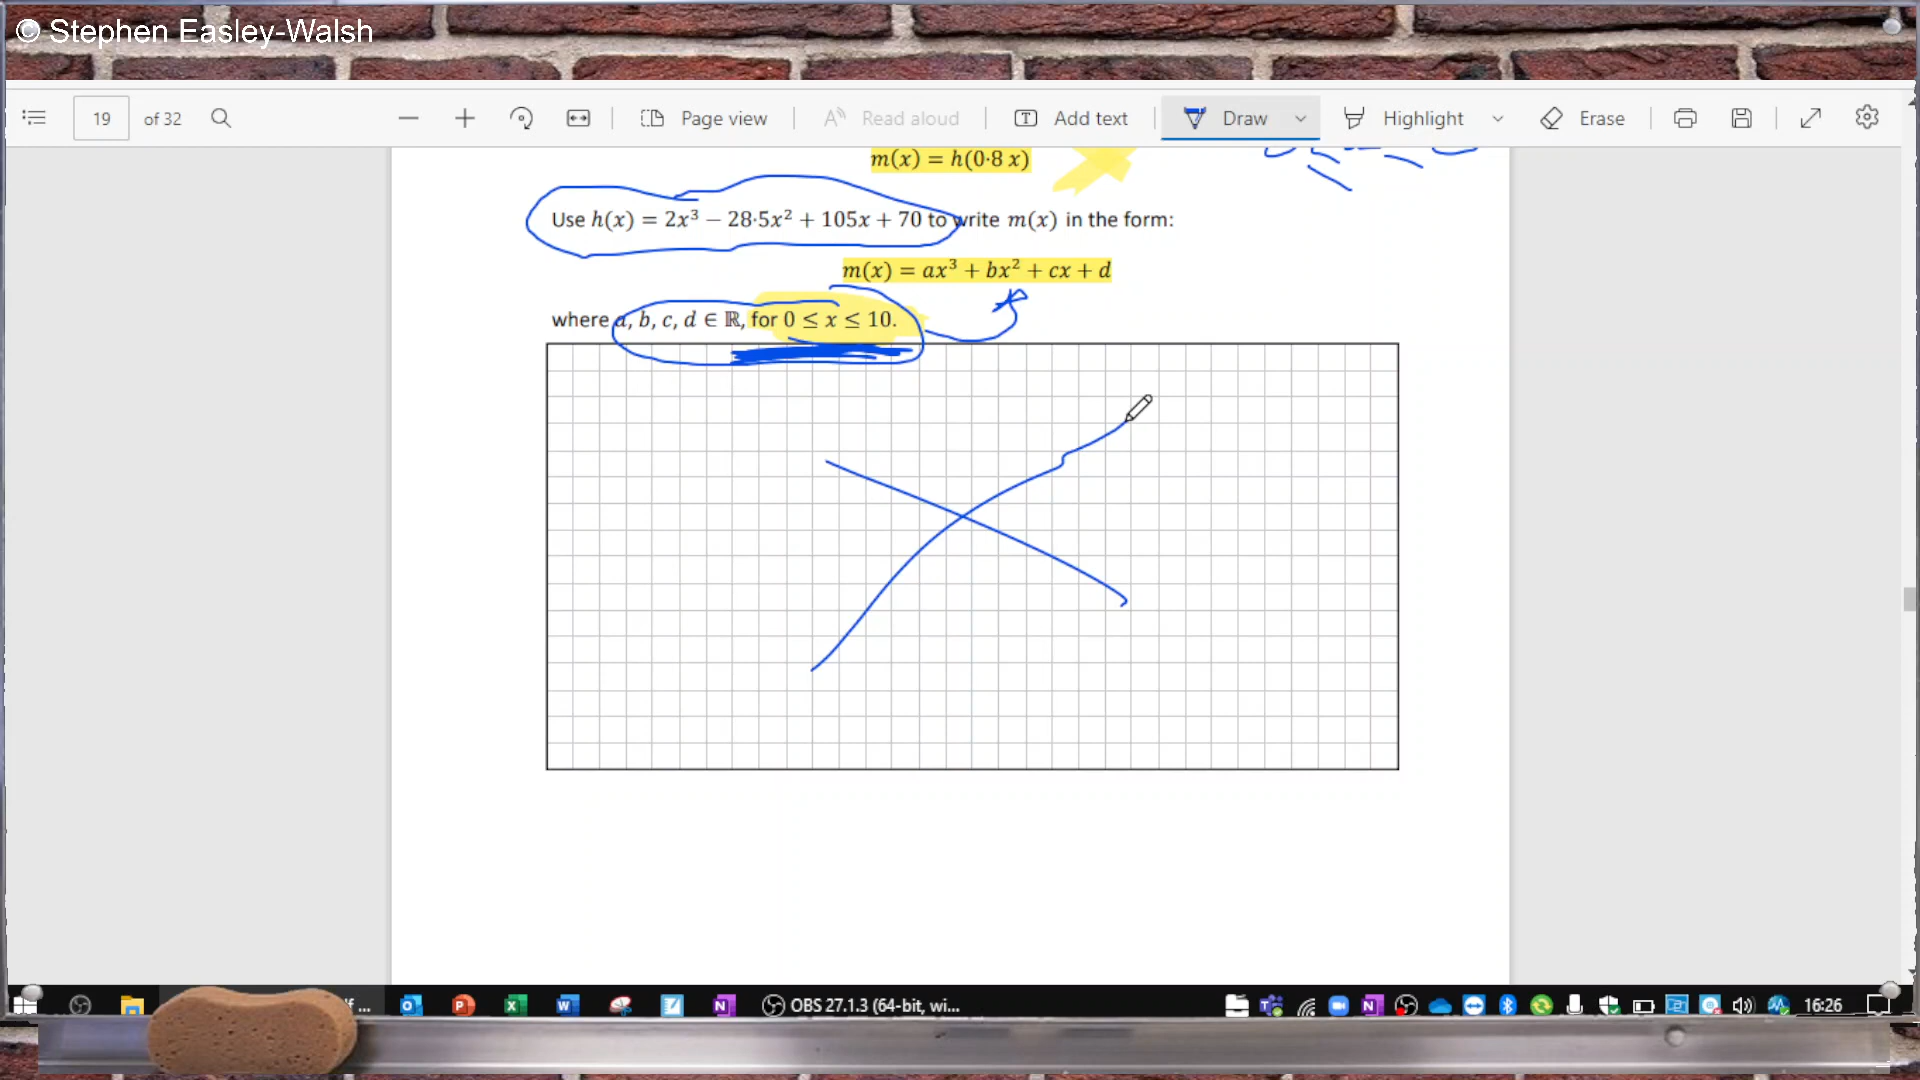 © Stephen Easley-Walsh
19 of 32 Page view Read aloud Add text Draw Highlight Erase
m(x) = h(0·8 x)
Use h(x) = 2x³ − 28·5x² + 105x + 70 to write m(x) in the form:
m(x) = ax³ + bx² + cx + d
where a, b, c, d ∈ ℝ, for 0 ≤ x ≤ 10.
OBS 27.1.3 (64-bit, wi... 16:26